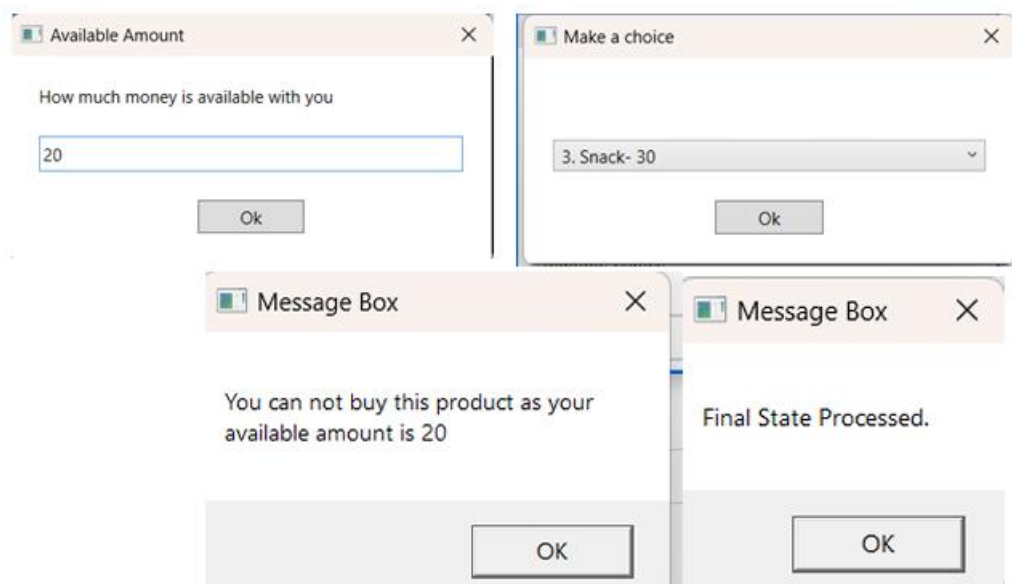 Available Amount
How much money is available with you
20
Ok
Make a choice
3. Snack- 30
Ok
Message Box
You can not buy this product as your
available amount is 20
OK
Message Box
Final State Processed.
OK